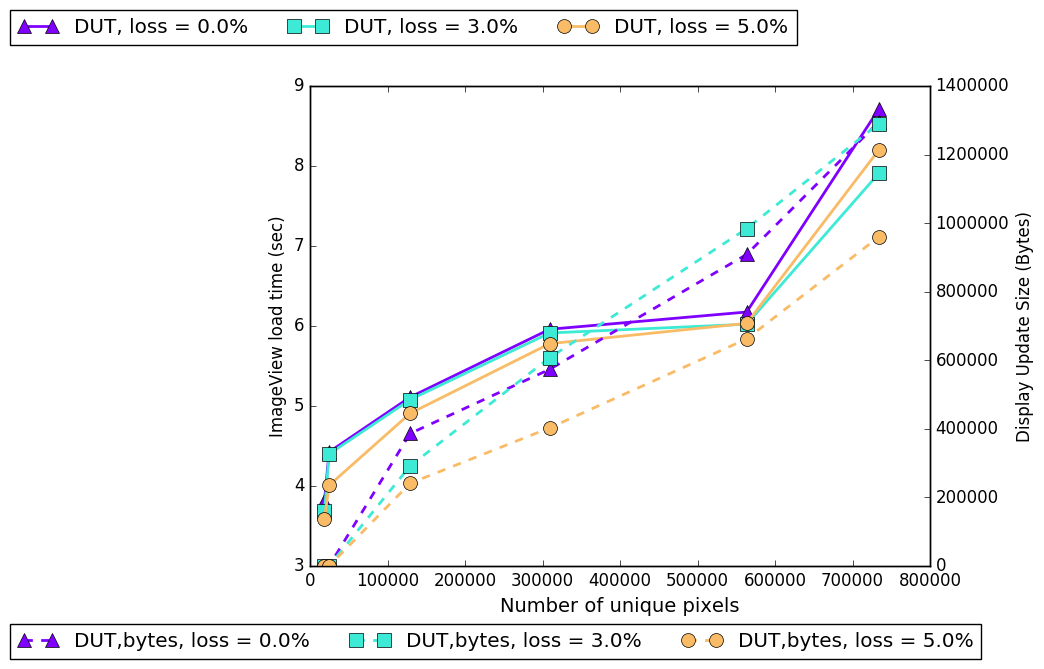 DUT, loss = 0.0% DUT, loss = 3.0% DUT, loss = 5.0%
9 1400000
8 1200000
7 1000000
6 800000
5 600000
4 400000
3 200000
0
ImageView load time (sec)
Display Update Size (Bytes)
0 100000 200000 300000 400000 500000 600000 700000 800000
Number of unique pixels
DUT,bytes, loss = 0.0% DUT,bytes, loss = 3.0% DUT,bytes, loss = 5.0%